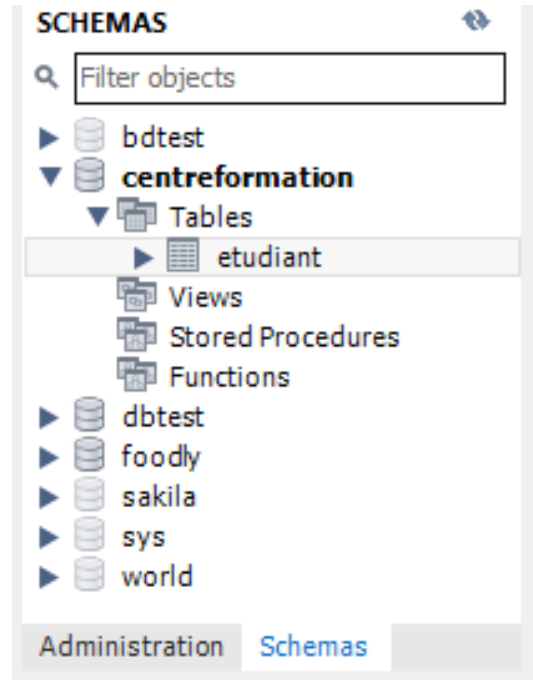 SCHEMAS
Filter objects
bdtest
centreformation
Tables
etudiant
Views
Stored Procedures
Functions
dbtest
foodly
sakila
sys
world
Administration Schemas